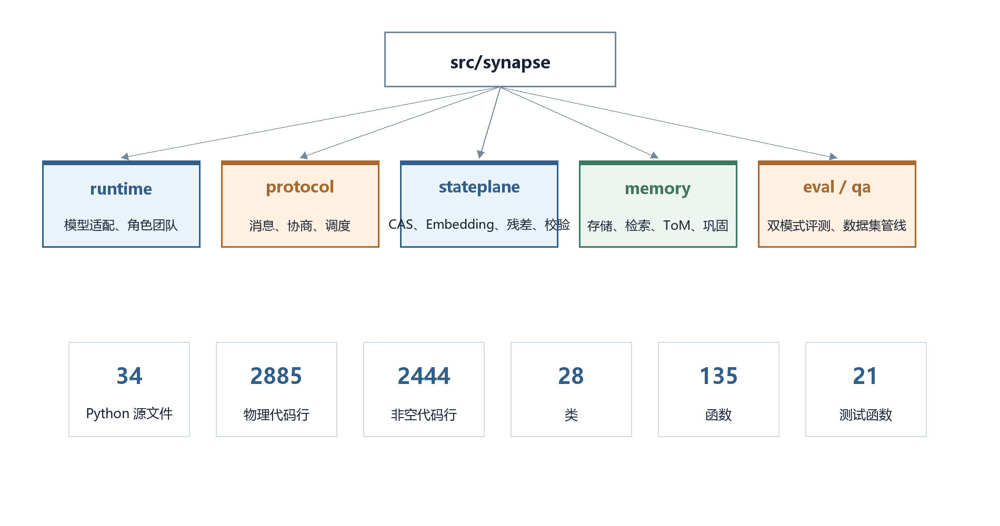 src/synapse
runtime
模型适配、角色团队
protocol
消息、协商、调度
stateplane
CAS、Embedding、残差、校验
memory
存储、检索、ToM、巩固
eval / qa
双模式评测、数据集管线
34
Python 源文件
2885
物理代码行
2444
非空代码行
28
类
135
函数
21
测试函数